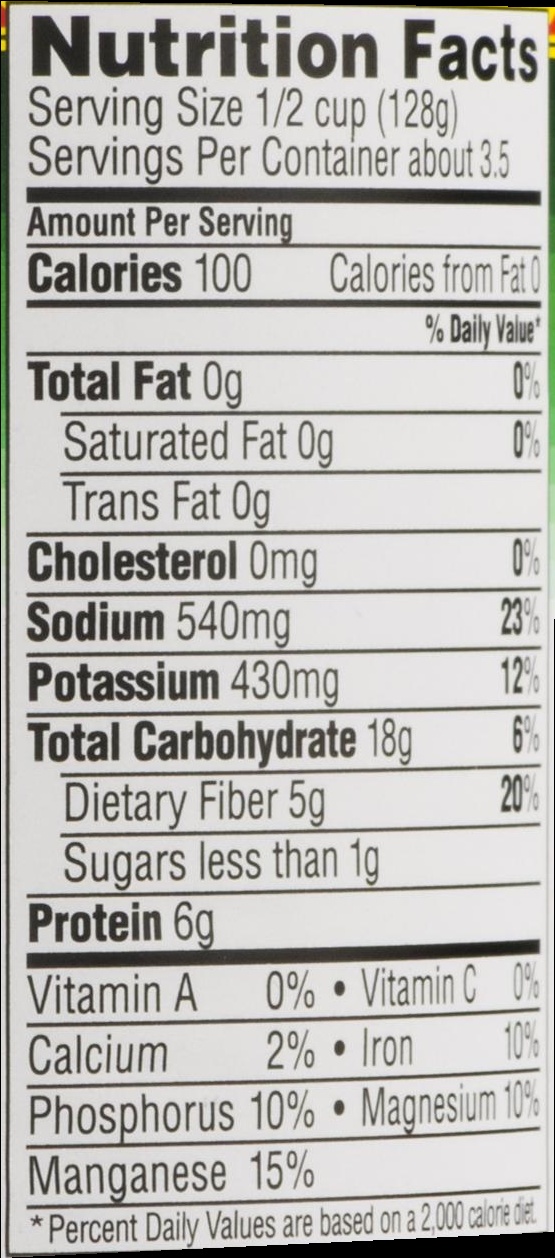 Nutrition Facts
Serving Size 1/2 cup (128g)
Servings Per Container about 3.5
Amount Per Serving
Calories 100 Calories from Fat 0
% Daily Value*
Total Fat 0g 0%
Saturated Fat 0g 0%
Trans Fat 0g
Cholesterol 0mg 0%
Sodium 540mg 23%
Potassium 430mg 12%
Total Carbohydrate 18g 6%
Dietary Fiber 5g 20%
Sugars less than 1g
Protein 6g
Vitamin A 0% • Vitamin C 0%
Calcium 2% • Iron 10%
Phosphorus 10% • Magnesium 10%
Manganese 15%
* Percent Daily Values are based on a 2,000 calorie diet.